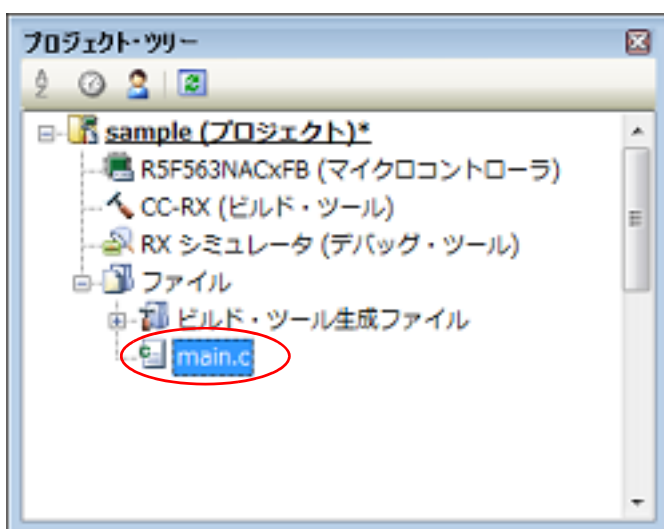 プロジェクト・ツリー
sample (プロジェクト)*
R5F563NACxFB (マイクロコントローラ)
CC-RX (ビルド・ツール)
RX シミュレータ (デバッグ・ツール)
ファイル
ビルド・ツール生成ファイル
main.c